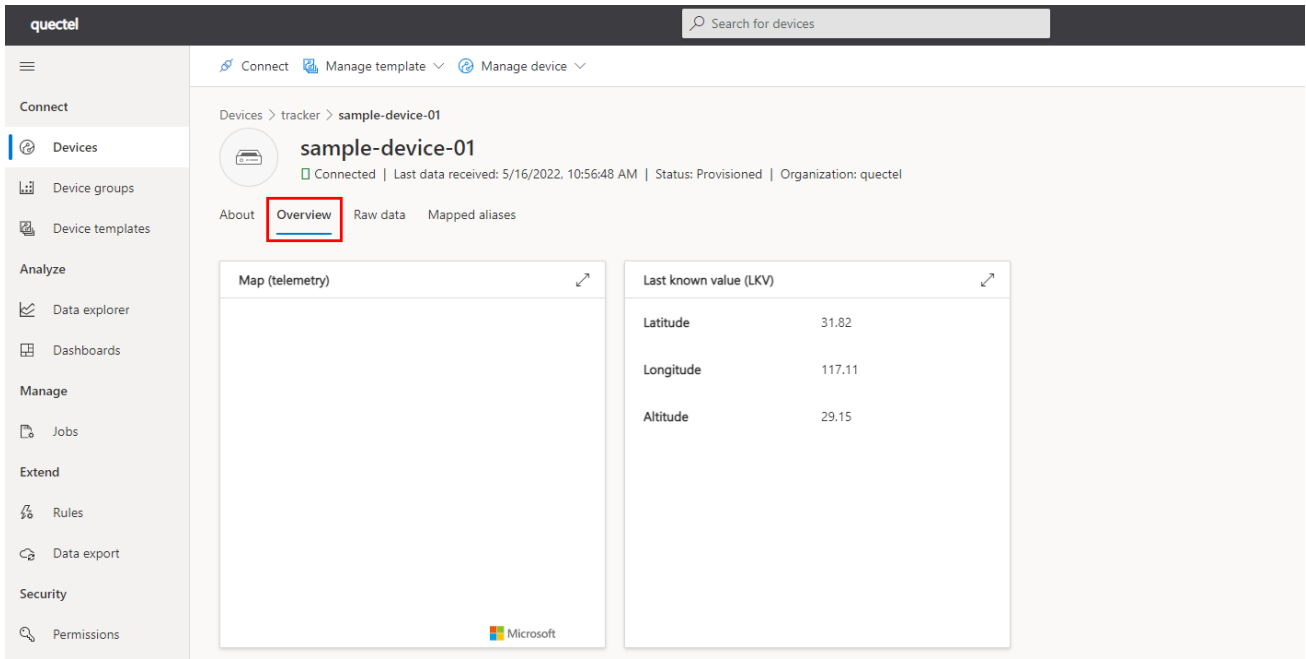 quectel
Search for devices
Connect
Manage template
Manage device
Connect
Devices
Device groups
Device templates
Analyze
Data explorer
Dashboards
Manage
Jobs
Extend
Rules
Data export
Security
Permissions
Devices > tracker > sample-device-01
sample-device-01
Connected | Last data received: 5/16/2022, 10:56:48 AM | Status: Provisioned | Organization: quectel
About Overview Raw data Mapped aliases
Map (telemetry)
Microsoft
Last known value (LKV)
Latitude 31.82
Longitude 117.11
Altitude 29.15